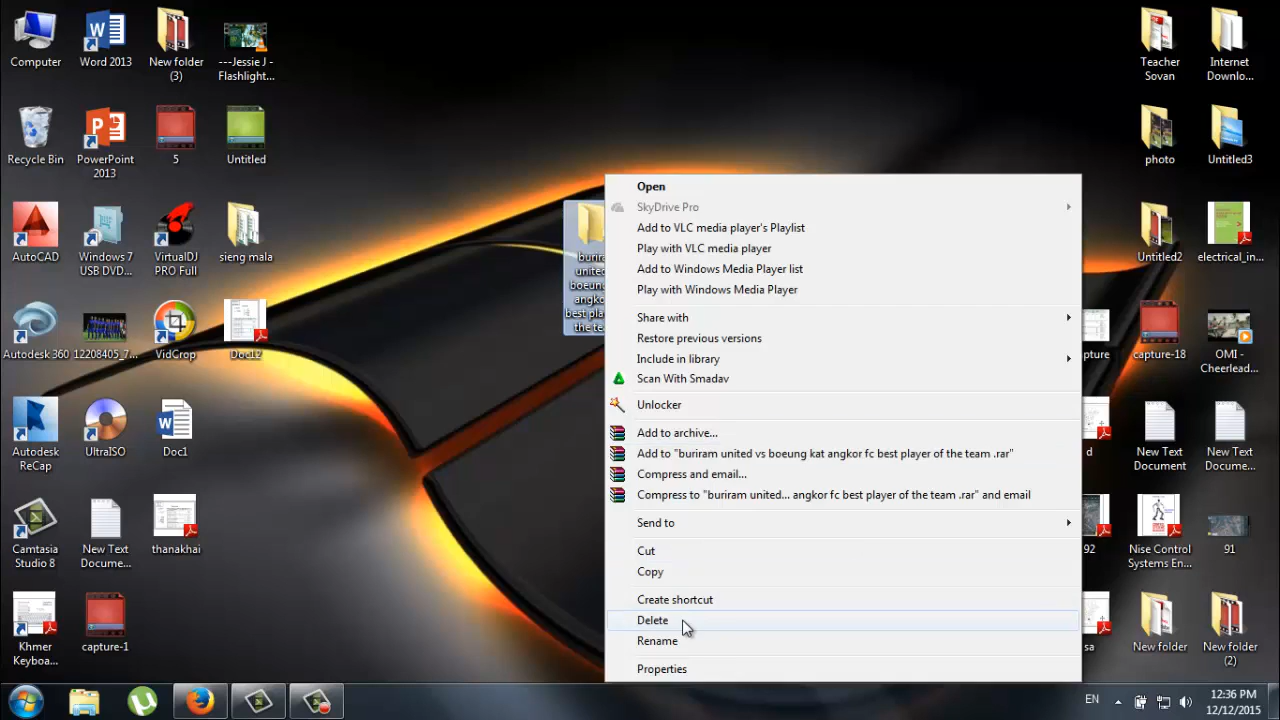 Computer
Word 2013
New folder
(3)
---Jessie J -
Flashlight...
Teacher
Sovan
Internet
Downlo...
Recycle Bin
PowerPoint
2013
5
Untitled
photo
Untitled3
AutoCAD
Windows 7
USB DVD...
VirtualDJ
PRO Full
sieng mala
Untitled2
electrical_in...
Autodesk 360
12208405_7...
VidCrop
Doc12
capture-18
OMI -
Cheerlead...
Autodesk
ReCap
UltraISO
Doc1
d
New Text
Document
New Text
Docume...
Camtasia
Studio 8
New Text
Docume...
thanakhai
92
Nise Control
Systems En...
91
Khmer
Keyboa...
capture-1
sa
New folder
New folder
(2)
united
angko
best pla
the te
Open
SkyDrive Pro
Add to VLC media player's Playlist
Play with VLC media player
Add to Windows Media Player list
Play with Windows Media Player
Share with
Restore previous versions
Include in library
Scan With Smadav
Unlocker
Add to archive...
Add to "buriram united vs boeung kat angkor fc best player of the team .rar"
Compress and email...
Compress to "buriram united... angkor fc best player of the team .rar" and email
Send to
Cut
Copy
Create shortcut
Delete
Rename
Properties
EN
12:36 PM
12/12/2015